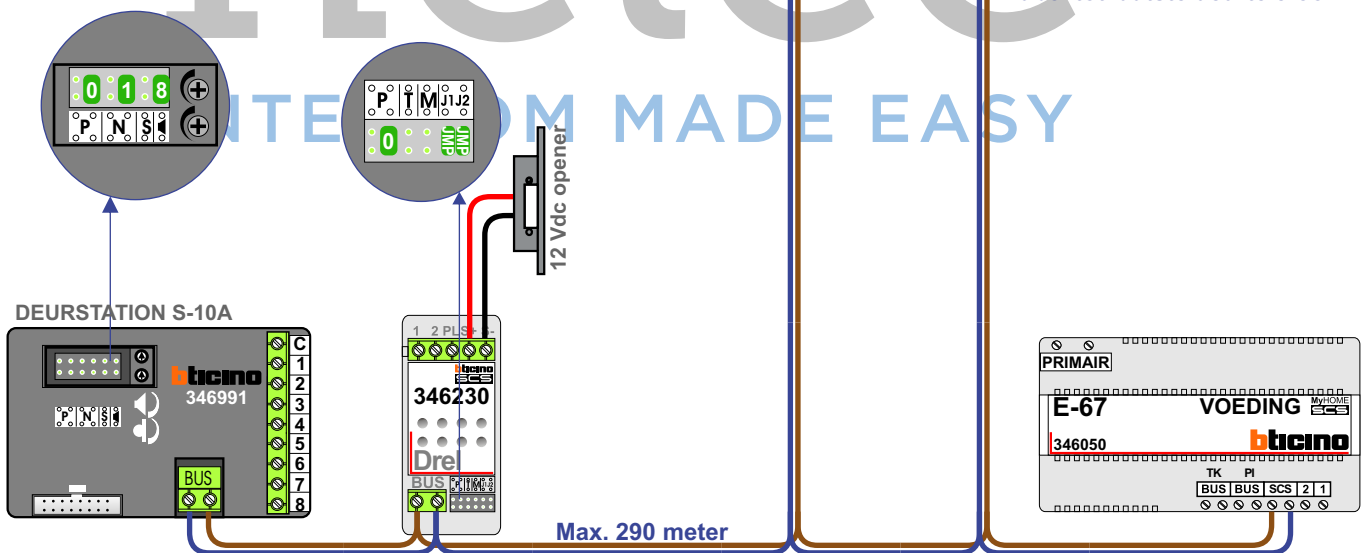 INTERCOM MADE EASY
0 1 8
P N S
P T M J1 J2
0 JMP JMP
12 Vdc opener
DEURSTATION S-10A
bticino
346991
P N S
BUS
C
1
2
3
4
5
6
7
8
1 2 PL S+ S-
bticino
SCS
346230
Drel
BUS P T M J1 J2
Max. 290 meter
PRIMAIR
E-67 VOEDING MyHOME SCS
346050 bticino
TK PI
BUS BUS SCS 2 1